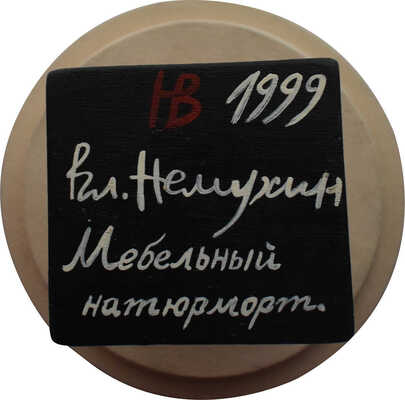 НВ 1999
Вл. Немухин
Мебельный
натюрморт.